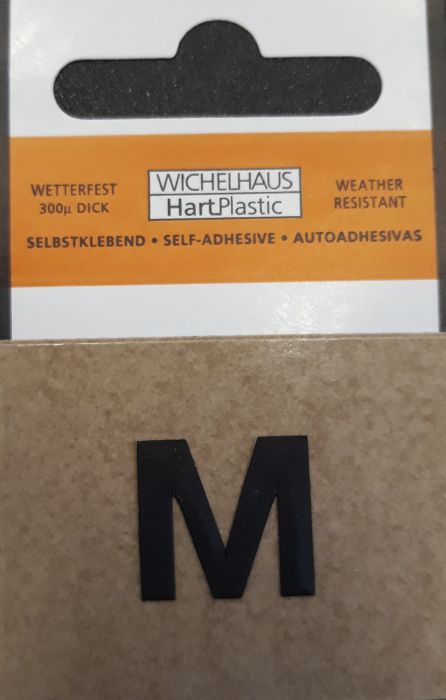 WETTERFEST
300µ DICK
WICHELHAUS
HartPlastic
WEATHER
RESISTANT
SELBSTKLEBEND • SELF-ADHESIVE • AUTOADHESIVAS
M